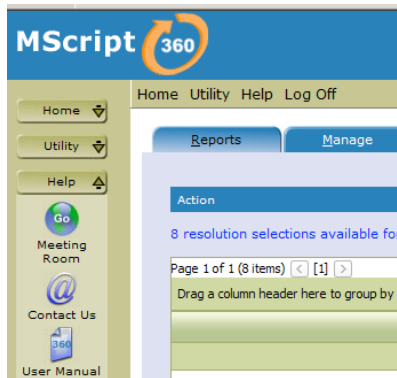 MScript 360
Home Utility Help Log Off
Home
Utility
Help
Go
Meeting
Room
Contact Us
360
User Manual
Reports Manage
Action
8 resolution selections available fo
Page 1 of 1 (8 items) < [1] >
Drag a column header here to group by